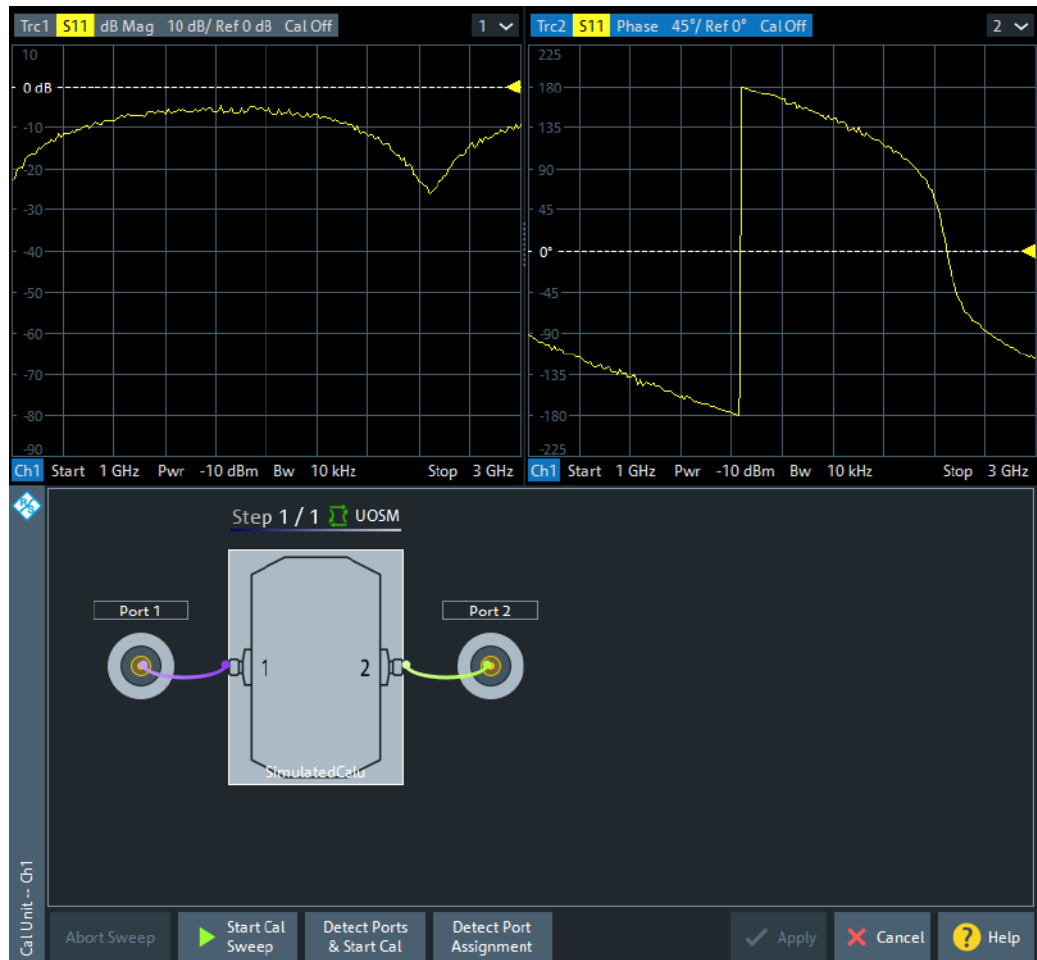 Trc1 S11 dB Mag 10 dB/ Ref 0 dB Cal Off 1
10
0 dB
-10
-20
-30
-40
-50
-60
-70
-80
-90
Ch1 Start 1 GHz Pwr -10 dBm Bw 10 kHz Stop 3 GHz
Trc2 S11 Phase 45°/ Ref 0° Cal Off 2
225
180
135
90
45
0°
-45
-90
-135
-180
-225
Ch1 Start 1 GHz Pwr -10 dBm Bw 10 kHz Stop 3 GHz
R/S
Step 1 / 1 UOSM
Port 1
Port 2
1
2
SimulatedCalu
Cal Unit -- Ch1
Abort Sweep
Start Cal
Sweep
Detect Ports
& Start Cal
Detect Port
Assignment
Apply
Cancel
? Help